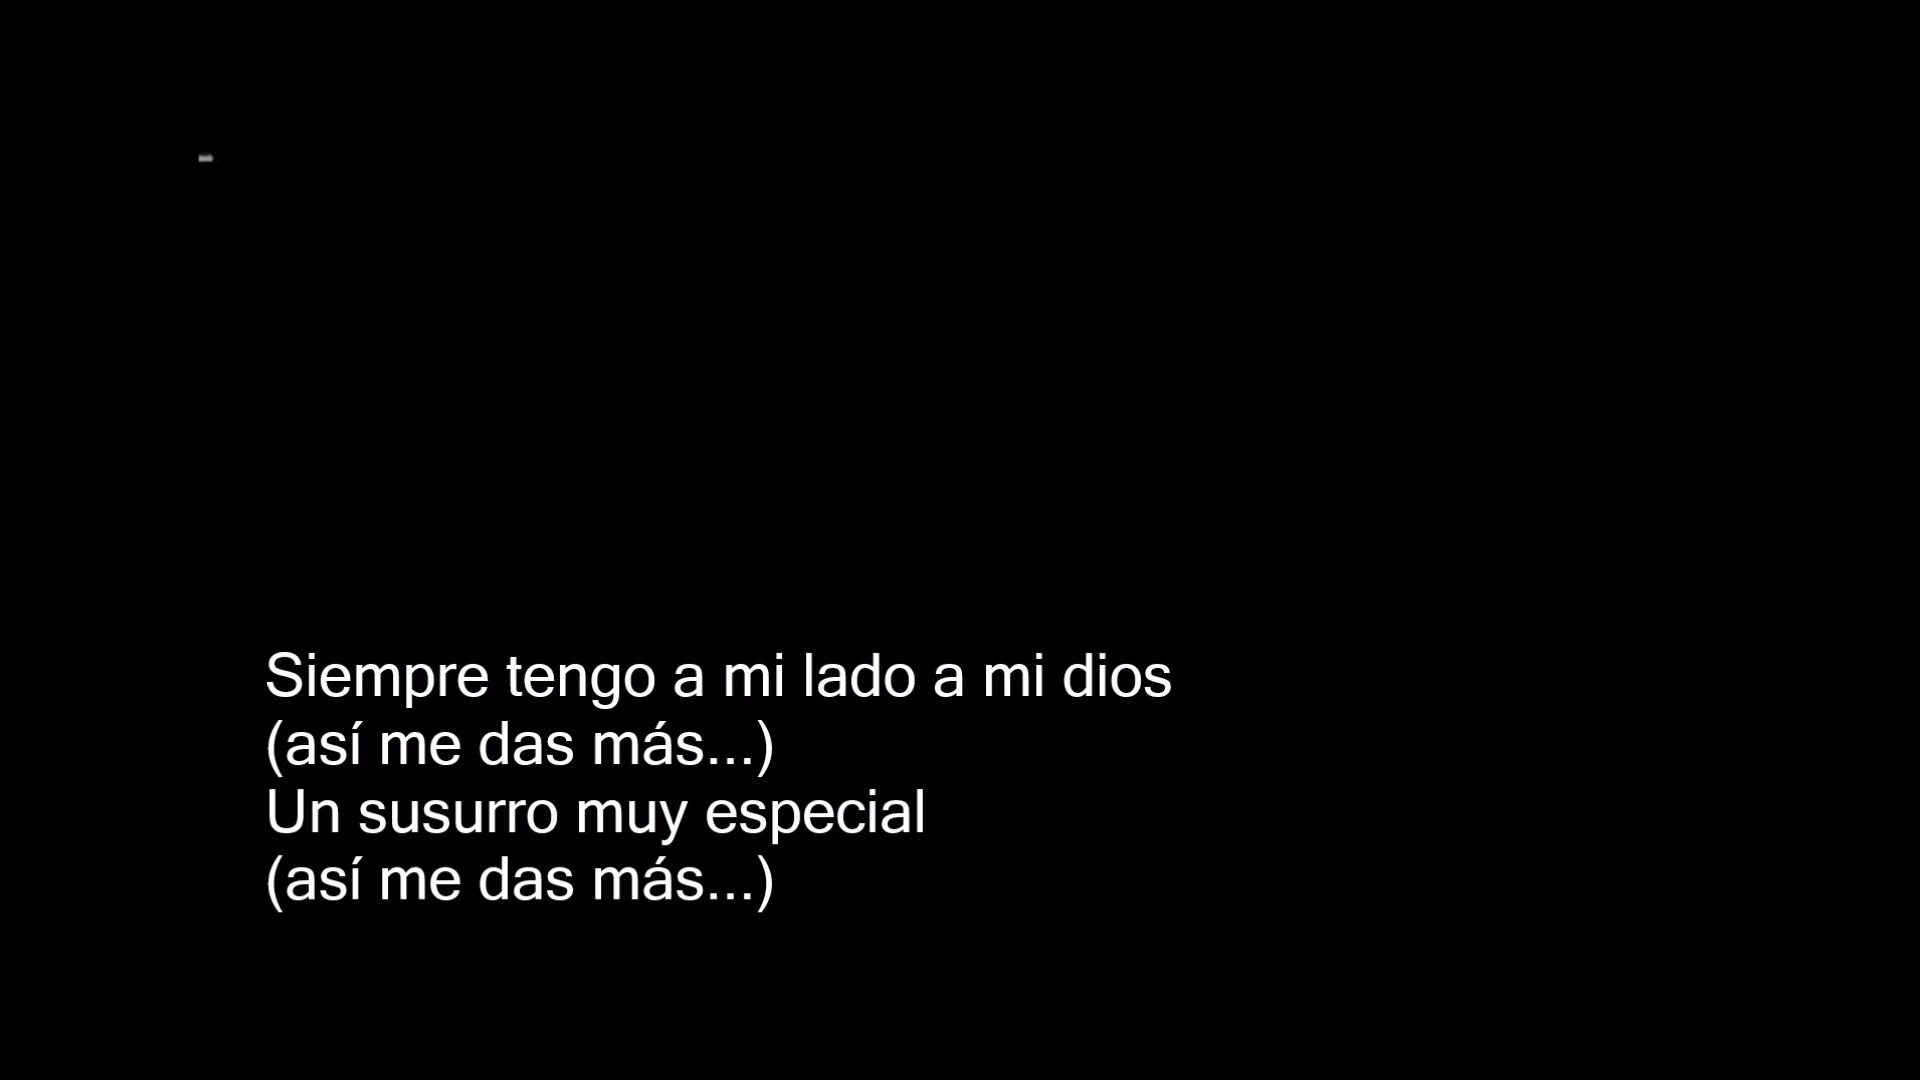 Siempre tengo a mi lado a mi dios
(así me das más...)
Un susurro muy especial
(así me das más...)